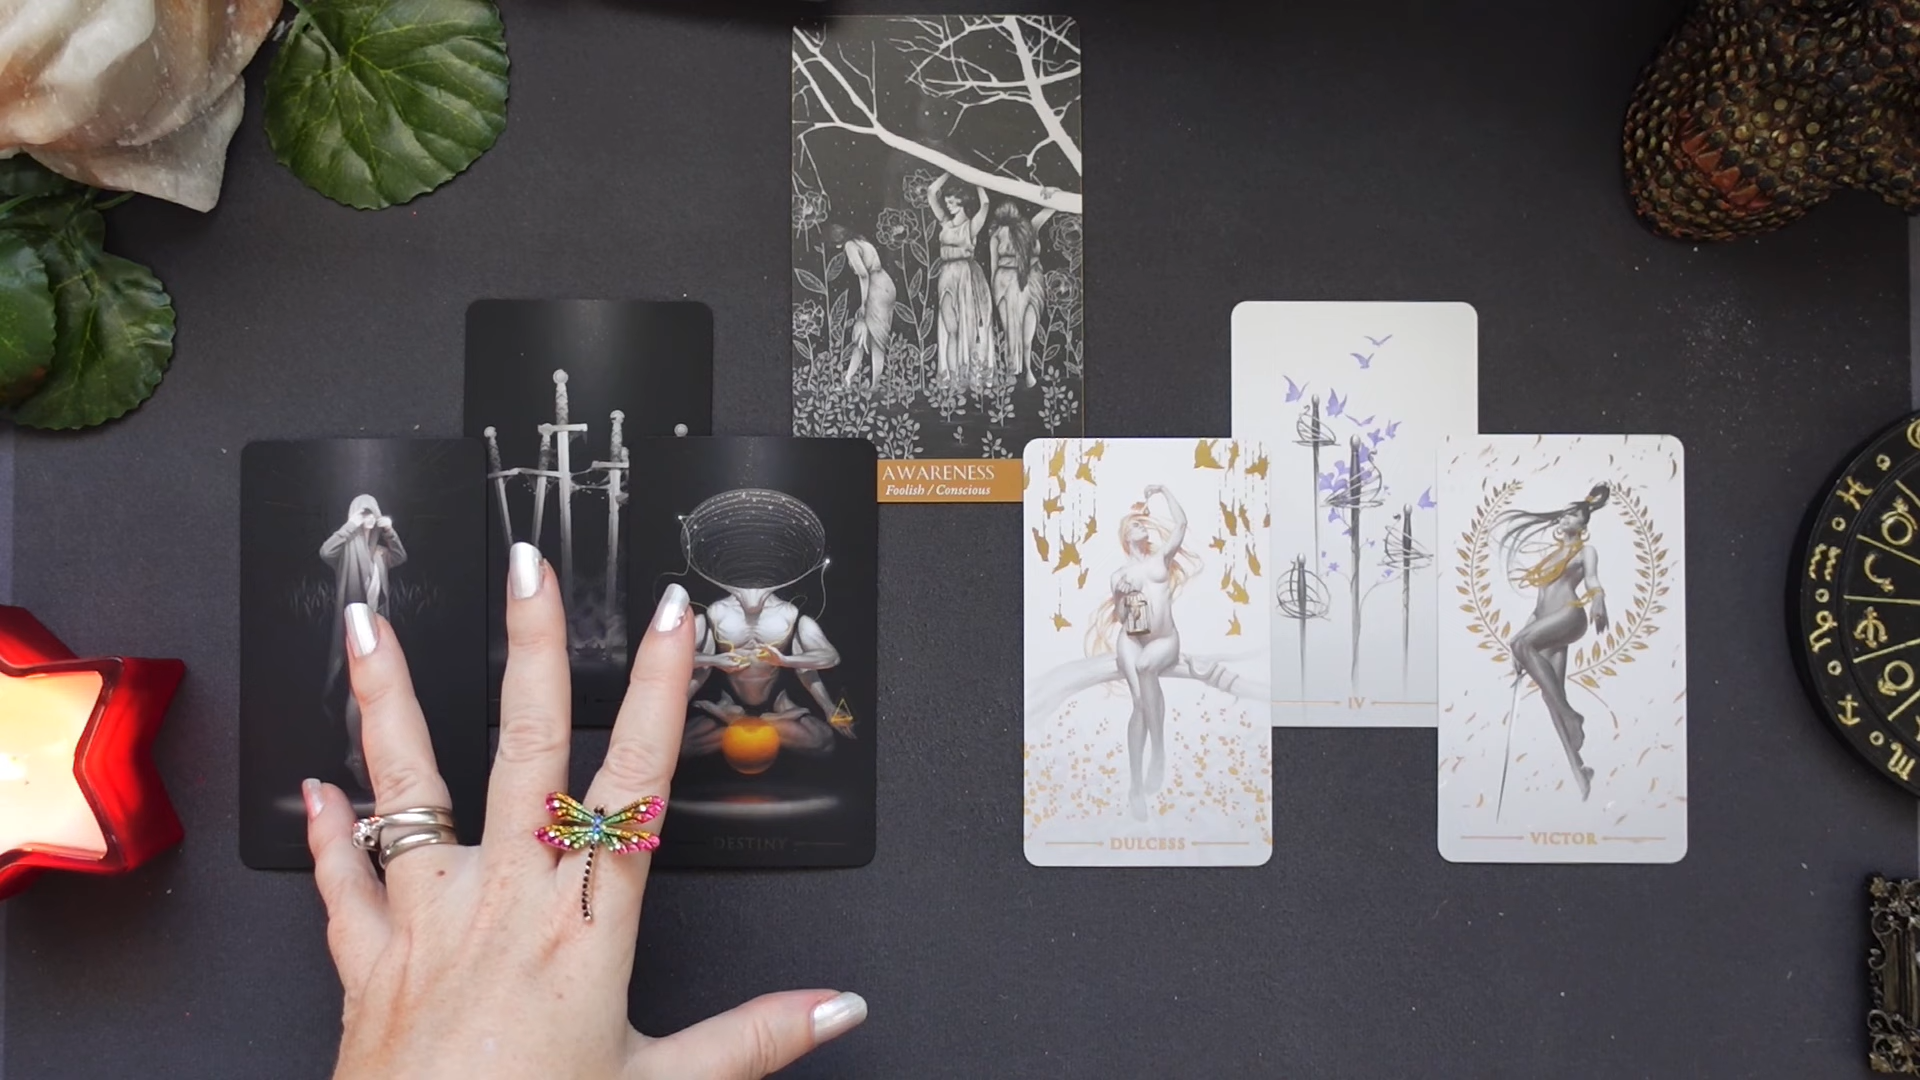 AWARENESS
Foolish / Conscious
IV
DESTINY
DULCESS
VICTOR